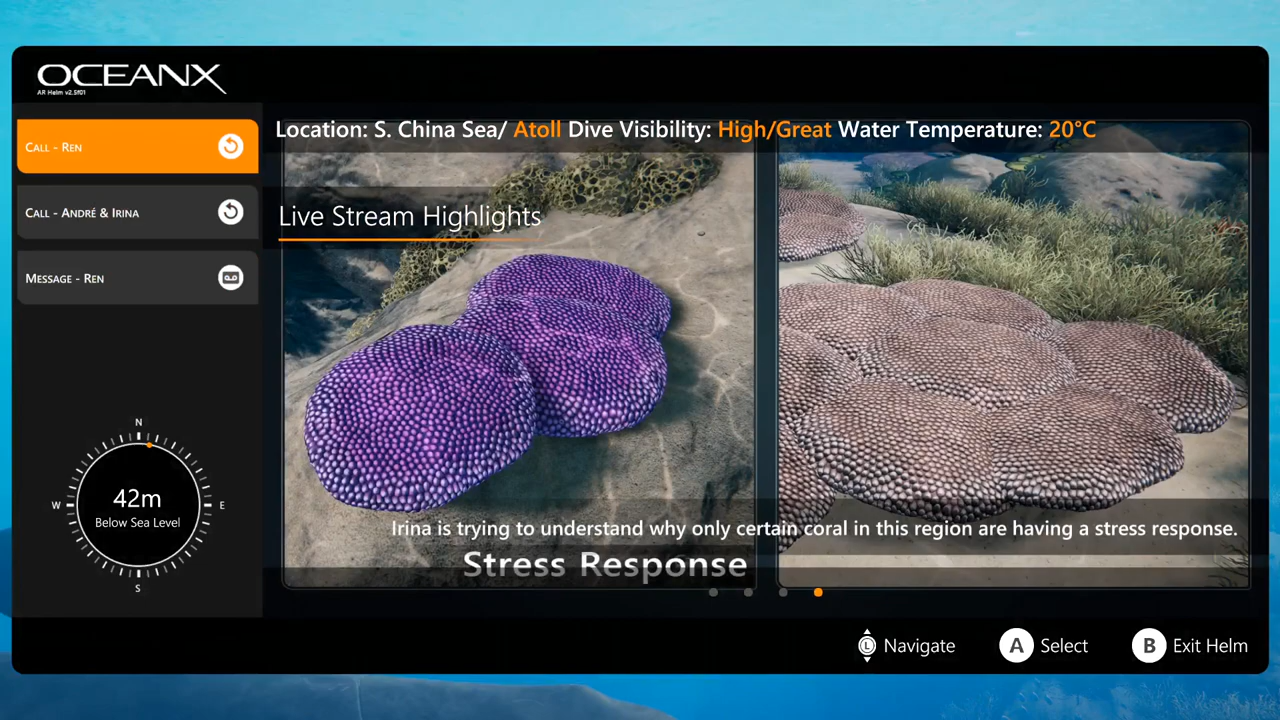 OCEANX
AR Helm v2.5f01
Location: S. China Sea/ Atoll Dive Visibility: High/Great Water Temperature: 20°C
Call - Ren
Call - André & Irina
Message - Ren
Live Stream Highlights
N
W
E
S
42m
Below Sea Level
Irina is trying to understand why only certain coral in this region are having a stress response.
Stress Response
L Navigate
A Select
B Exit Helm